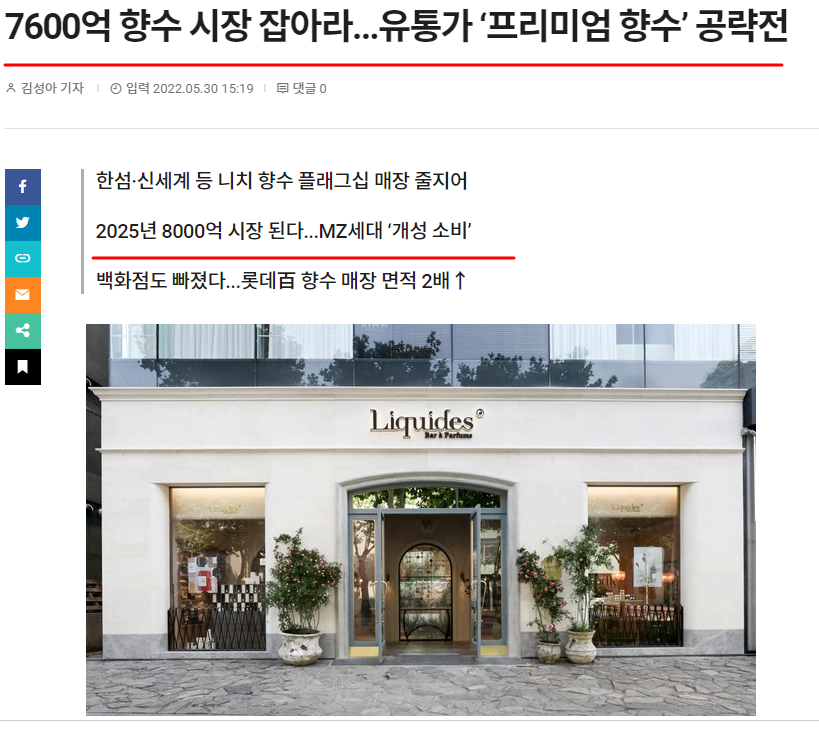 7600억 향수 시장 잡아라…유통가 ‘프리미엄 향수’ 공략전
김성아 기자 입력 2022.05.30 15:19 댓글 0
한섬·신세계 등 니치 향수 플래그십 매장 줄지어
2025년 8000억 시장 된다…MZ세대 ‘개성 소비’
백화점도 빠졌다…롯데百 향수 매장 면적 2배↑
Liquides
Bar à Parfums
Liquides
Liquides